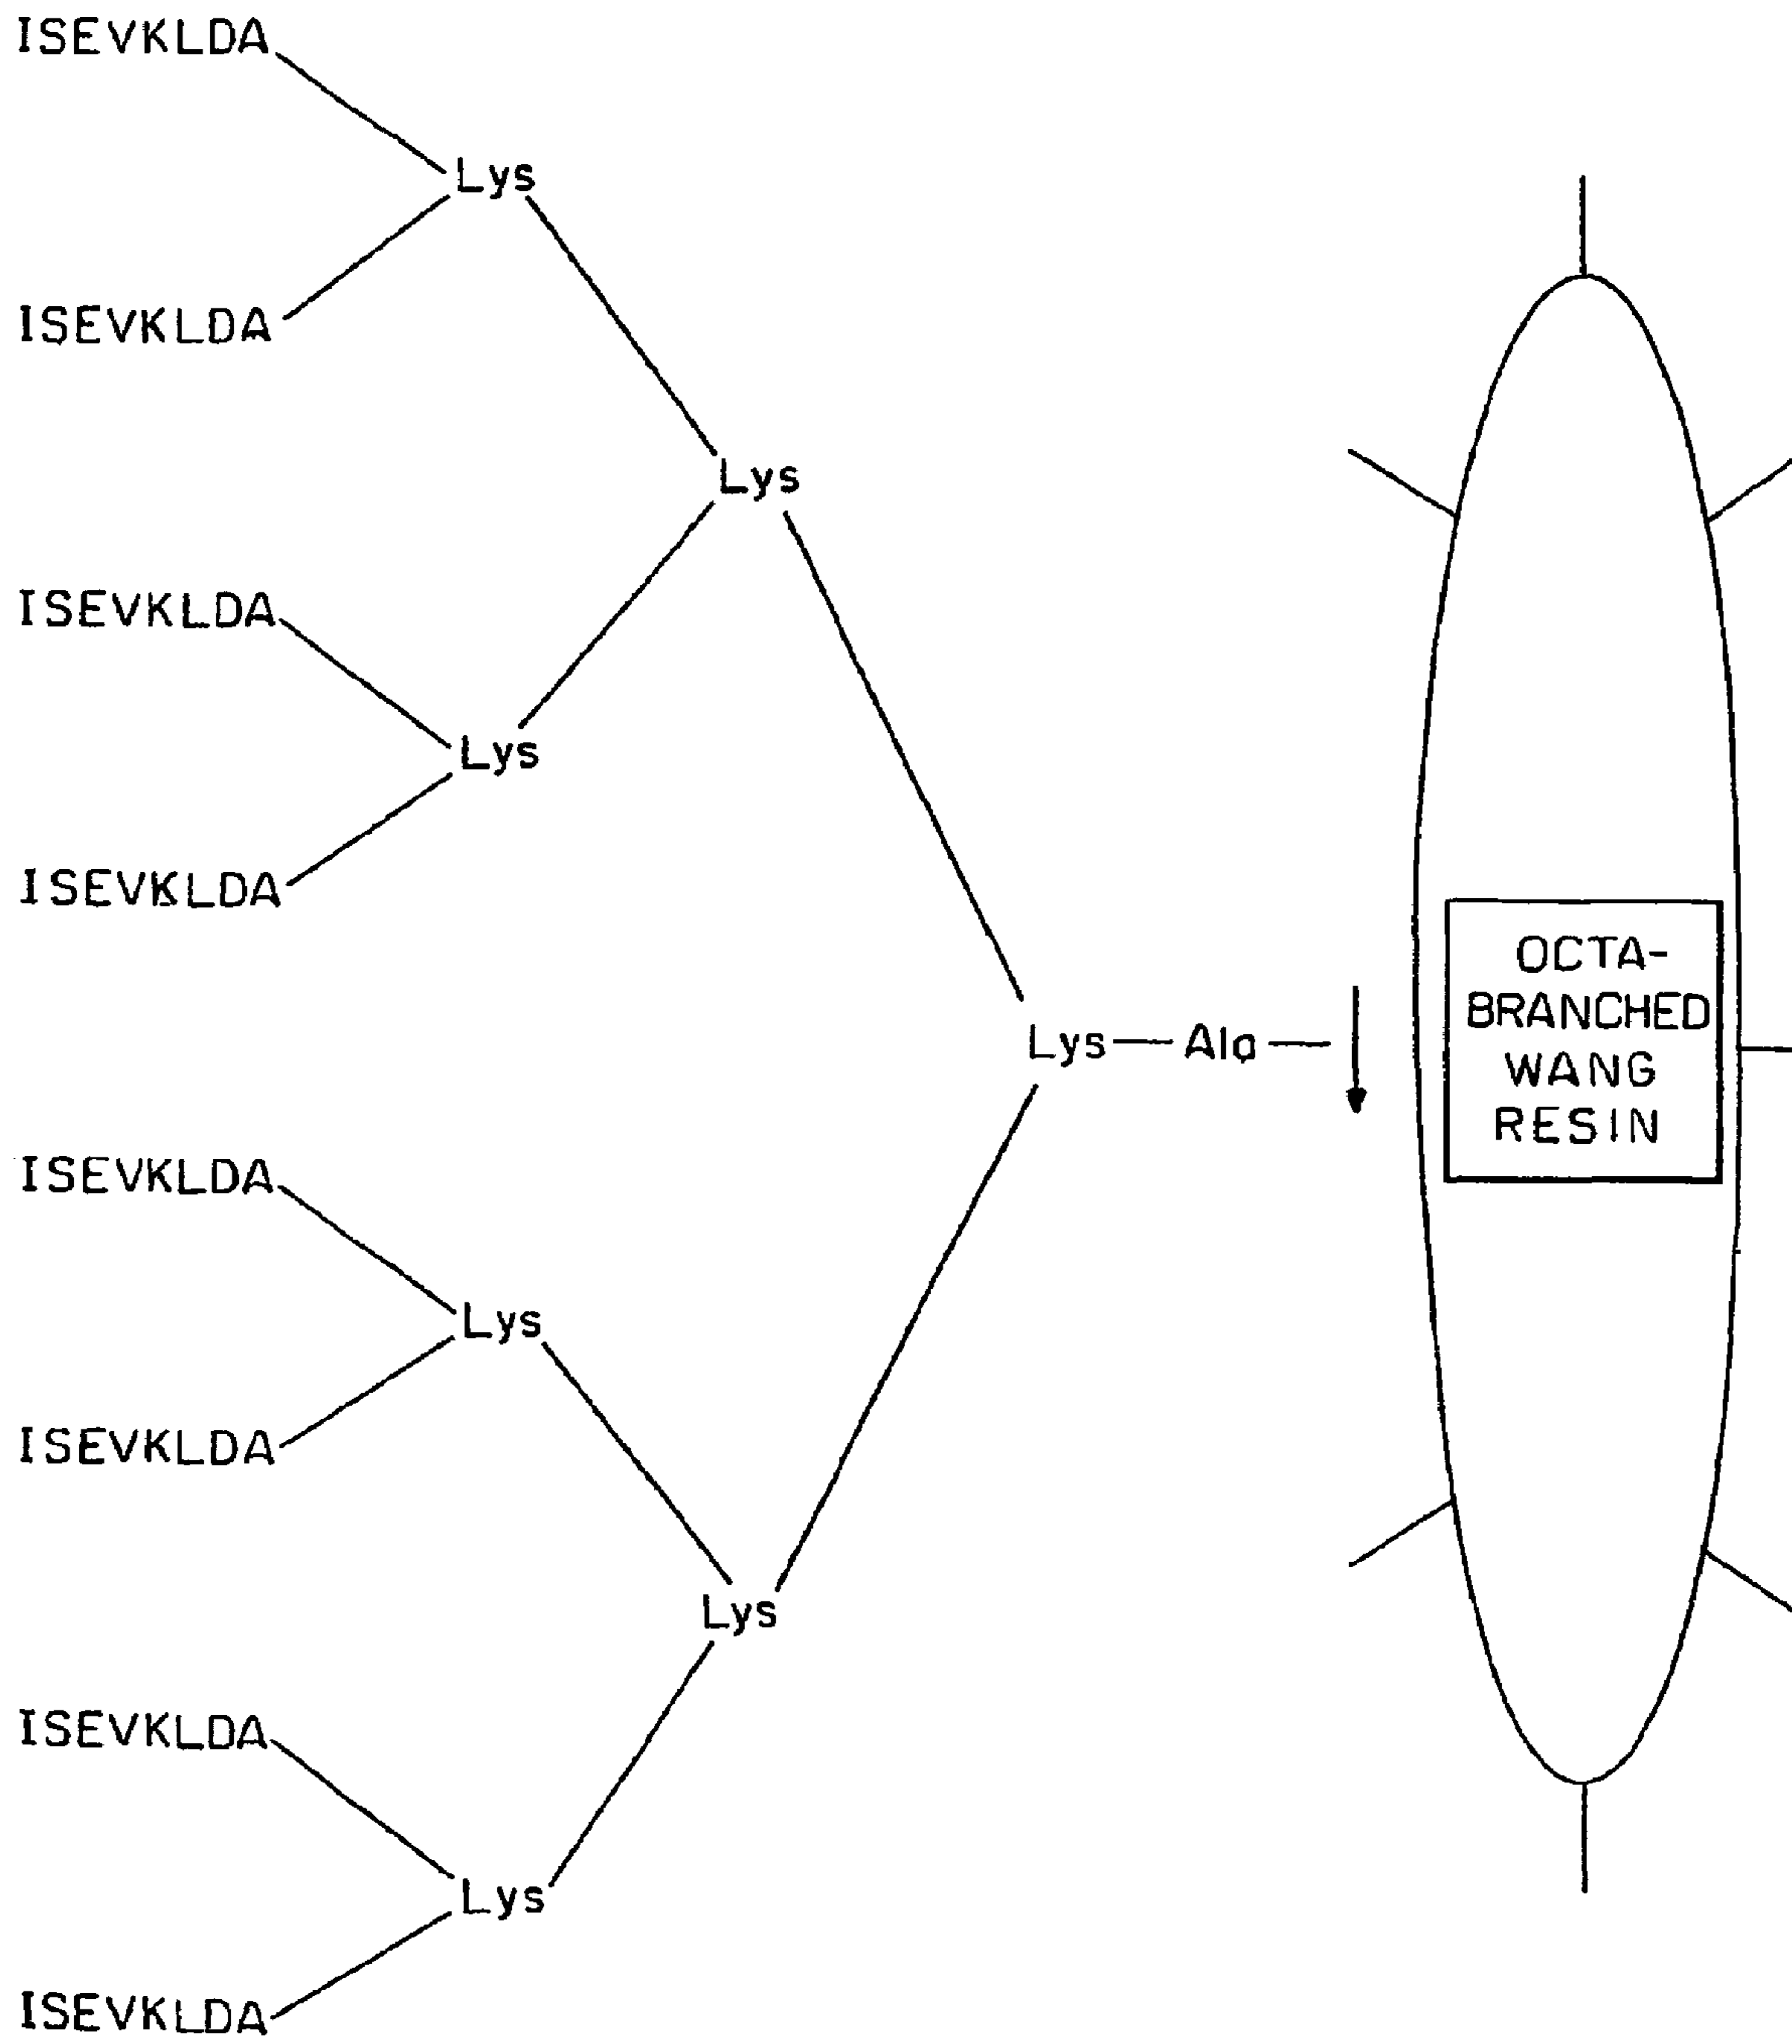 ISEVKLDA
Lys
ISEVKLDA
Lys
ISEVKLDA
Lys
ISEVKLDA
Lys—Ala—
OCTA-
BRANCHED
WANG
RESIN
ISEVKLDA
Lys
ISEVKLDA
Lys
ISEVKLDA
Lys
ISEVKLDA